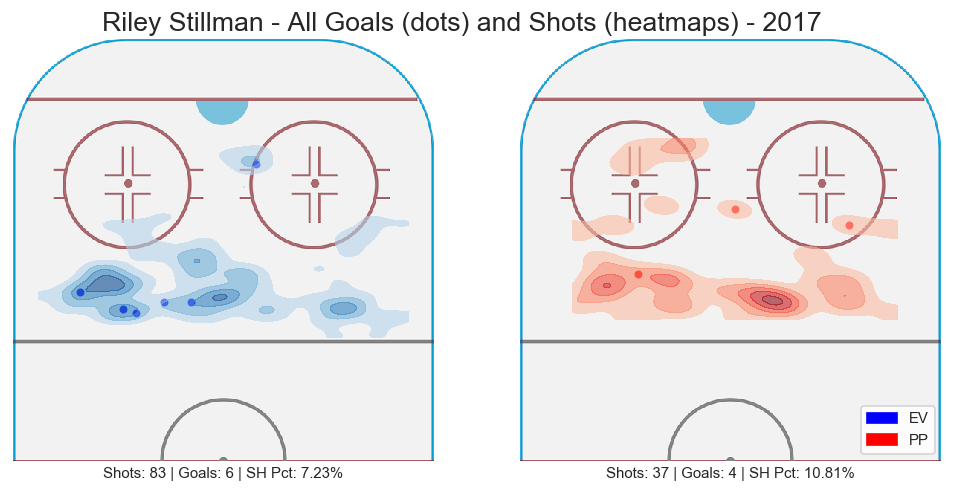 Riley Stillman - All Goals (dots) and Shots (heatmaps) - 2017
EV
PP
Shots: 83 | Goals: 6 | SH Pct: 7.23%
Shots: 37 | Goals: 4 | SH Pct: 10.81%